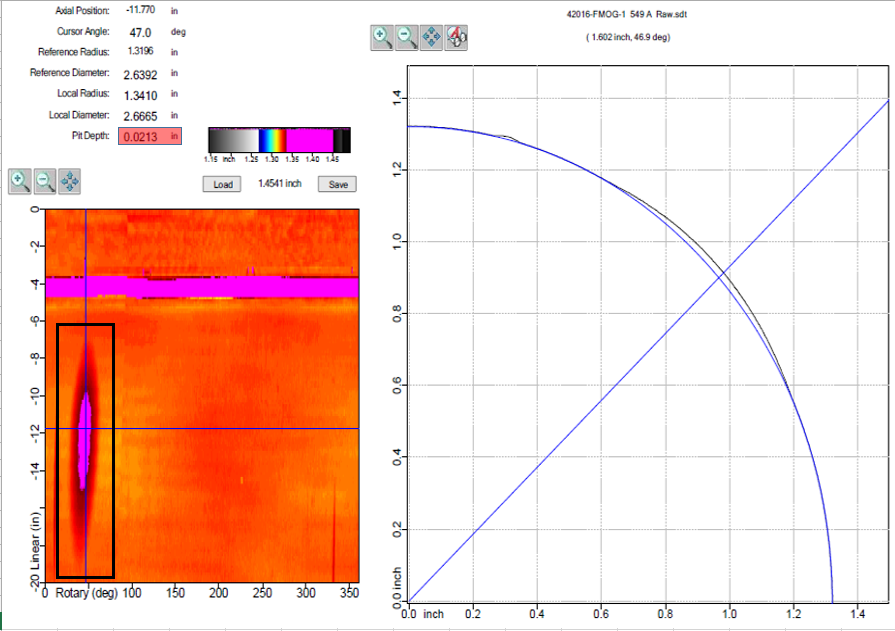 Axial Position: -11.770 in
Cursor Angle: 47.0 deg
Reference Radius: 1.3196 in
Reference Diameter: 2.6392 in
Local Radius: 1.3410 in
Local Diameter: 2.6665 in
Pit Depth: 0.0213 in
1.15 inch 1.25 1.30 1.35 1.40 1.45
Load 1.4541 inch Save
0
-2
-4
-6
-8
-10
-12
-14
-20 Linear (in)
Rotary (deg) 100 150 200 250 300 350
42016-FMOG-1 549 A Raw.sdt
( 1.602 inch, 46.9 deg)
1.4
1.2
1.0
0.8
0.6
0.4
0.2
0.0 inch
0.0 inch 0.2 0.4 0.6 0.8 1.0 1.2 1.4